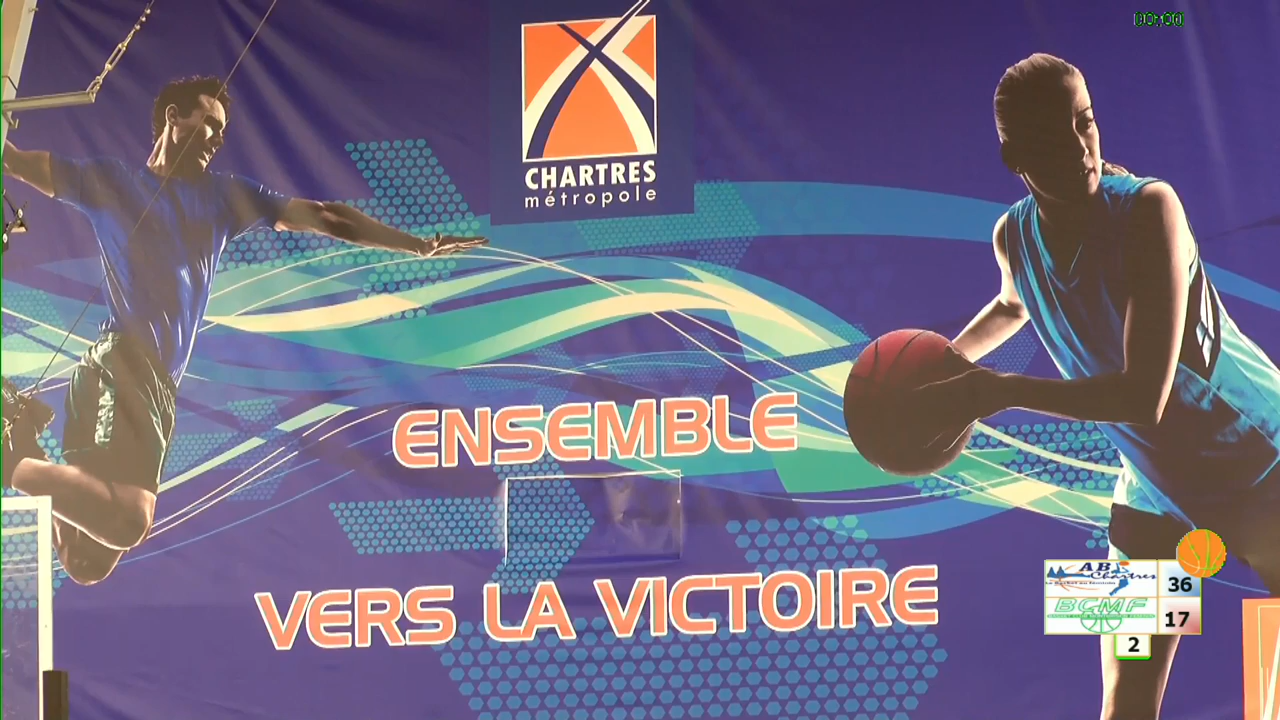 00:00
CHARTRES
métropole
ENSEMBLE
VERS LA VICTOIRE
AB
Chartres
36
BCMF
17
2